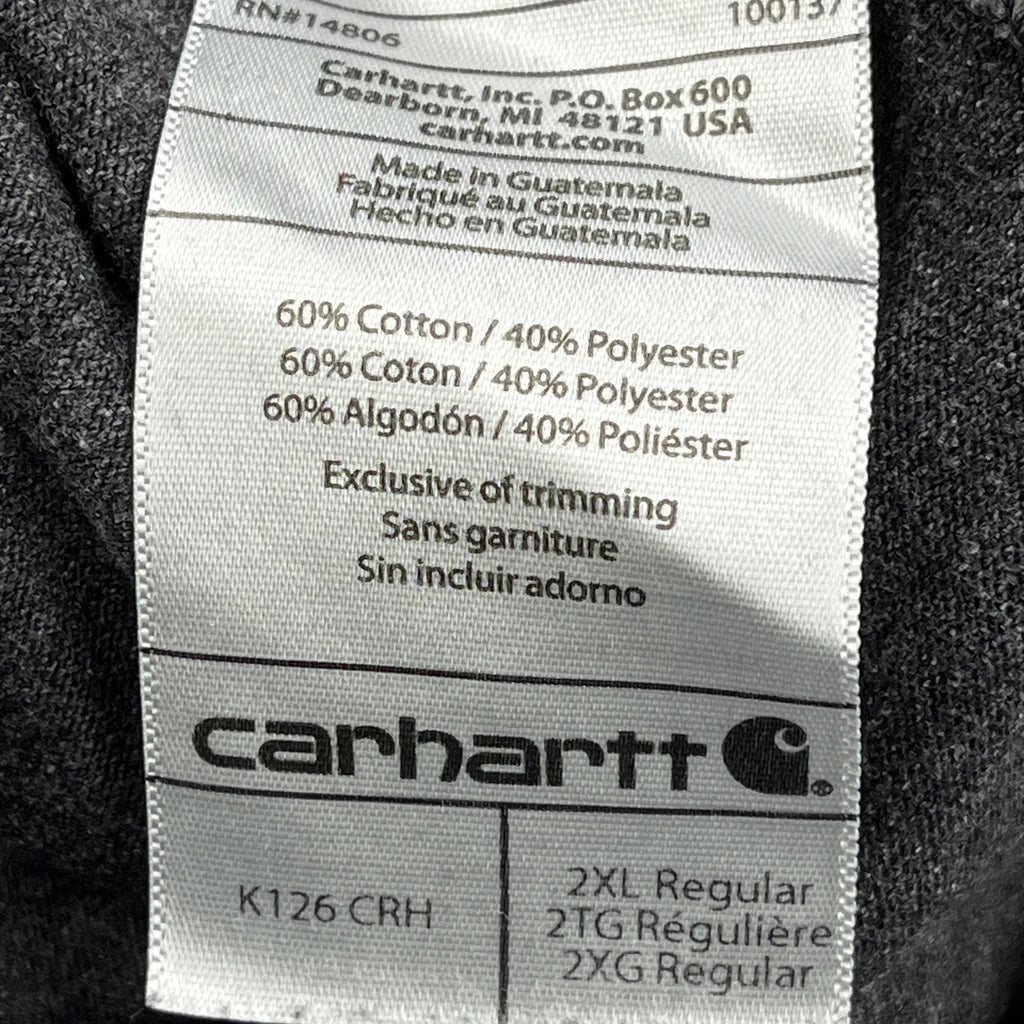 RN#14806
100137
Carhartt, Inc. P.O. Box 600
Dearborn, MI 48121 USA
carhartt.com
Made in Guatemala
Fabriqué au Guatemala
Hecho en Guatemala
60% Cotton / 40% Polyester
60% Coton / 40% Polyester
60% Algodón / 40% Poliéster
Exclusive of trimming
Sans garniture
Sin incluir adorno
carhartt ®
K126 CRH
2XL Regular
2TG Régulière
2XG Regular